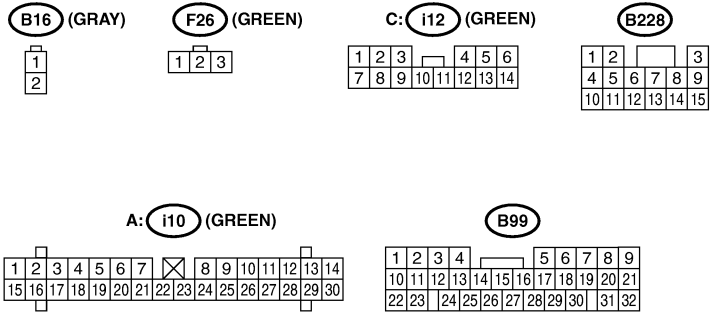 B16 (GRAY) F26 (GREEN) C: i12 (GREEN) B228
1 1 2 3 1 2 3 4 5 6 1 2 3
2 7 8 9 10 11 12 13 14 4 5 6 7 8 9
10 11 12 13 14 15
A: i10 (GREEN) B99
1 2 3 4 5 6 7 8 9 10 11 12 13 14 1 2 3 4 5 6 7 8 9
15 16 17 18 19 20 21 22 23 24 25 26 27 28 29 30 10 11 12 13 14 15 16 17 18 19 20 21
22 23 24 25 26 27 28 29 30 31 32